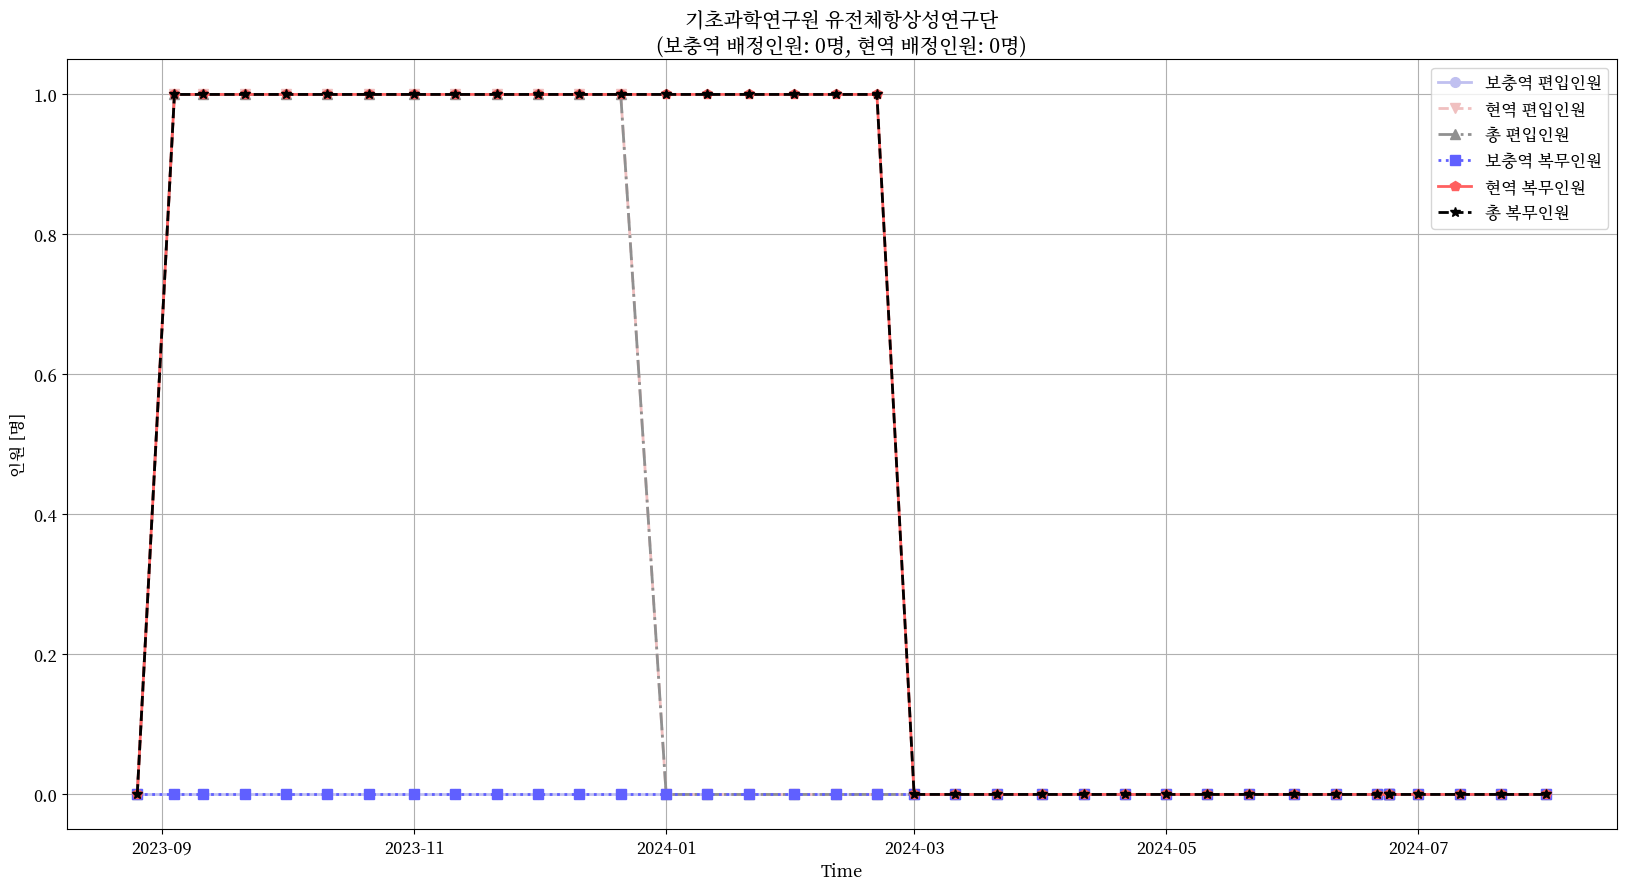 기초과학연구원 유전체항상성연구단
(보충역 배정인원: 0명, 현역 배정인원: 0명)
보충역 편입인원
현역 편입인원
총 편입인원
보충역 복무인원
현역 복무인원
총 복무인원
인원 [명]
1.0
0.8
0.6
0.4
0.2
0.0
2023-09
2023-11
2024-01
2024-03
2024-05
2024-07
Time